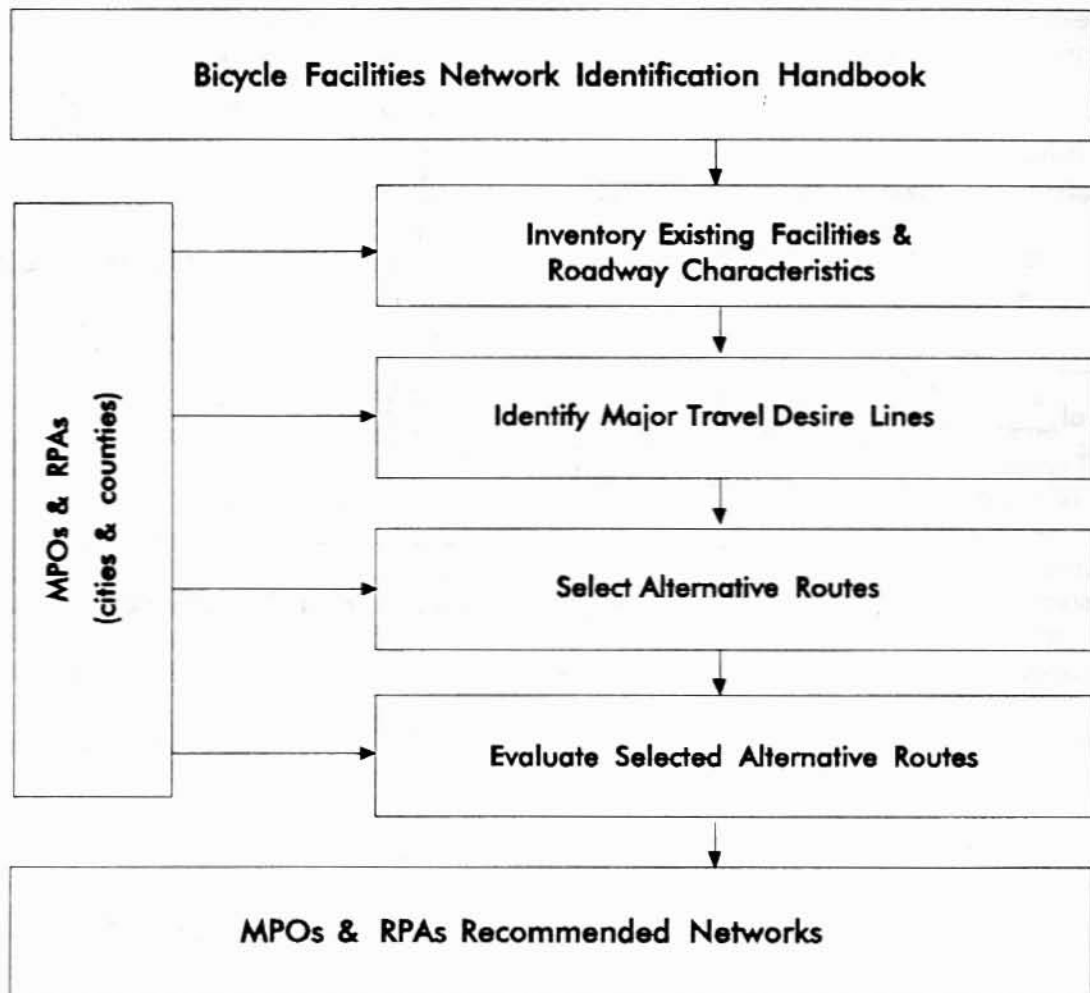 Bicycle Facilities Network Identification Handbook
Inventory Existing Facilities &
Roadway Characteristics
Identify Major Travel Desire Lines
MPOs & RPAs
(cities & counties)
Select Alternative Routes
Evaluate Selected Alternative Routes
MPOs & RPAs Recommended Networks